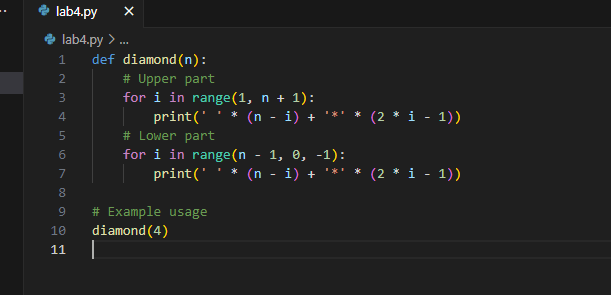 lab4.py ×
lab4.py > ...
1 def diamond(n):
2     # Upper part
3     for i in range(1, n + 1):
4         print(' ' * (n - i) + '*' * (2 * i - 1))
5     # Lower part
6     for i in range(n - 1, 0, -1):
7         print(' ' * (n - i) + '*' * (2 * i - 1))
8
9 # Example usage
10 diamond(4)
11